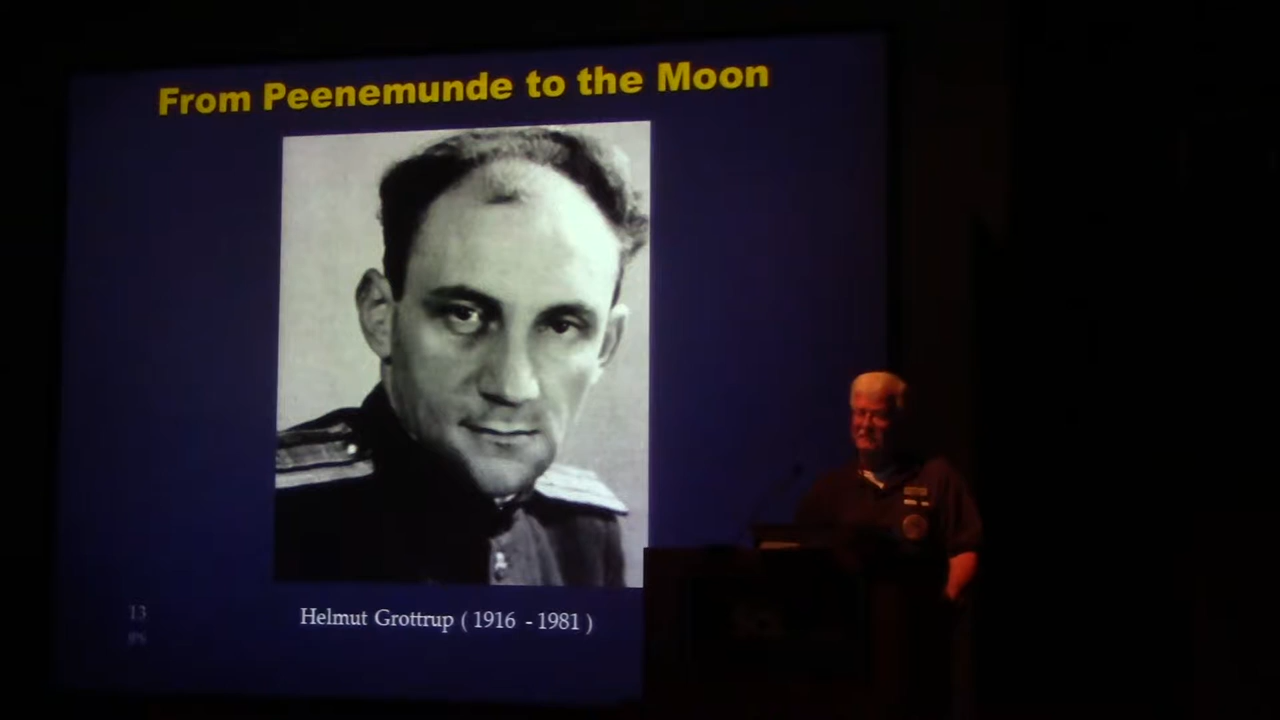 From Peenemunde to the Moon
Helmut Grottrup ( 1916 - 1981 )
13